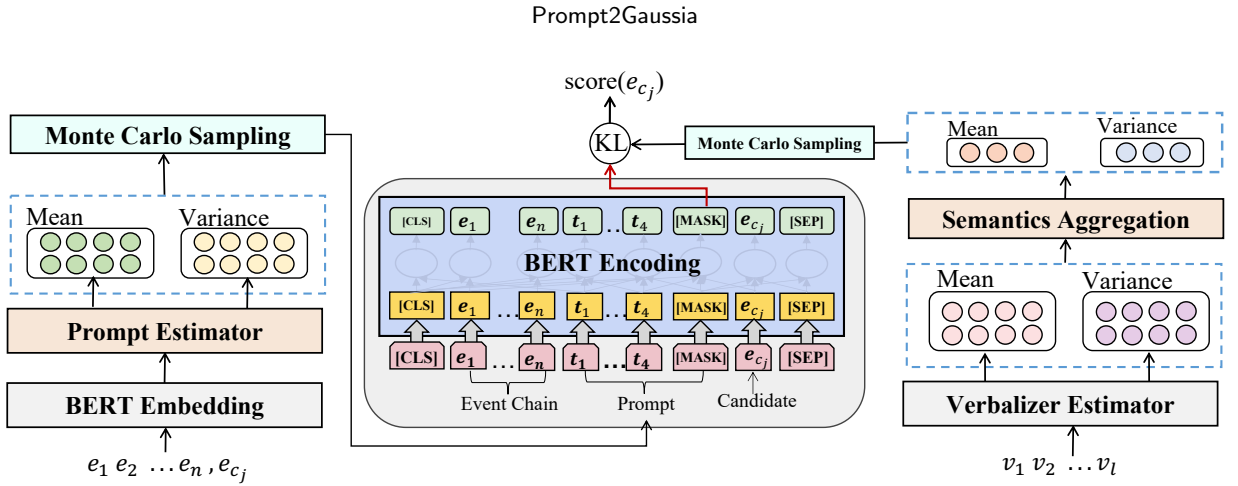 Prompt2Gaussia
score(e_{c_j})
KL
Monte Carlo Sampling
Mean
Variance
Prompt Estimator
BERT Embedding
e_1 e_2 ... e_n , e_{c_j}
[CLS] e_1 e_n t_1 .. t_4 [MASK] e_{c_j} [SEP]
BERT Encoding
[CLS] e_1 ... e_n t_1 ... t_4 [MASK] e_{c_j} [SEP]
[CLS] e_1 ... e_n t_1 ... t_4 [MASK] e_{c_j} [SEP]
Event Chain
Prompt
Candidate
Monte Carlo Sampling
Mean
Variance
Semantics Aggregation
Mean
Variance
Verbalizer Estimator
v_1 v_2 ... v_l